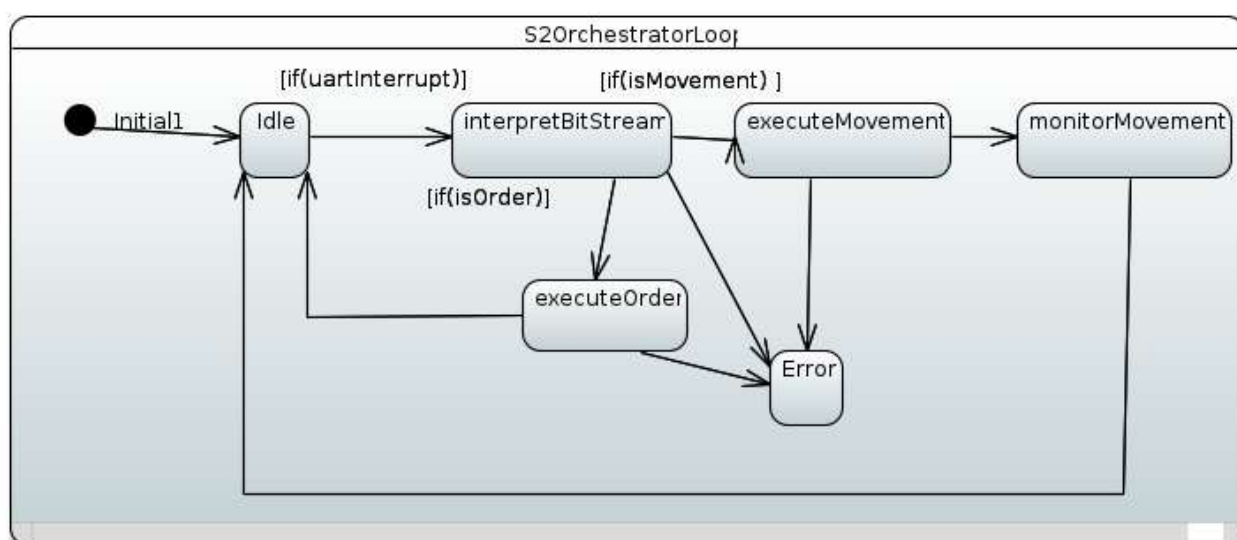 S2OrchestratorLoop
[if(uartInterrupt)]
[if(isMovement) ]
Initial1
Idle
interpretBitStream
executeMovement
monitorMovement
[if(isOrder)]
executeOrder
Error